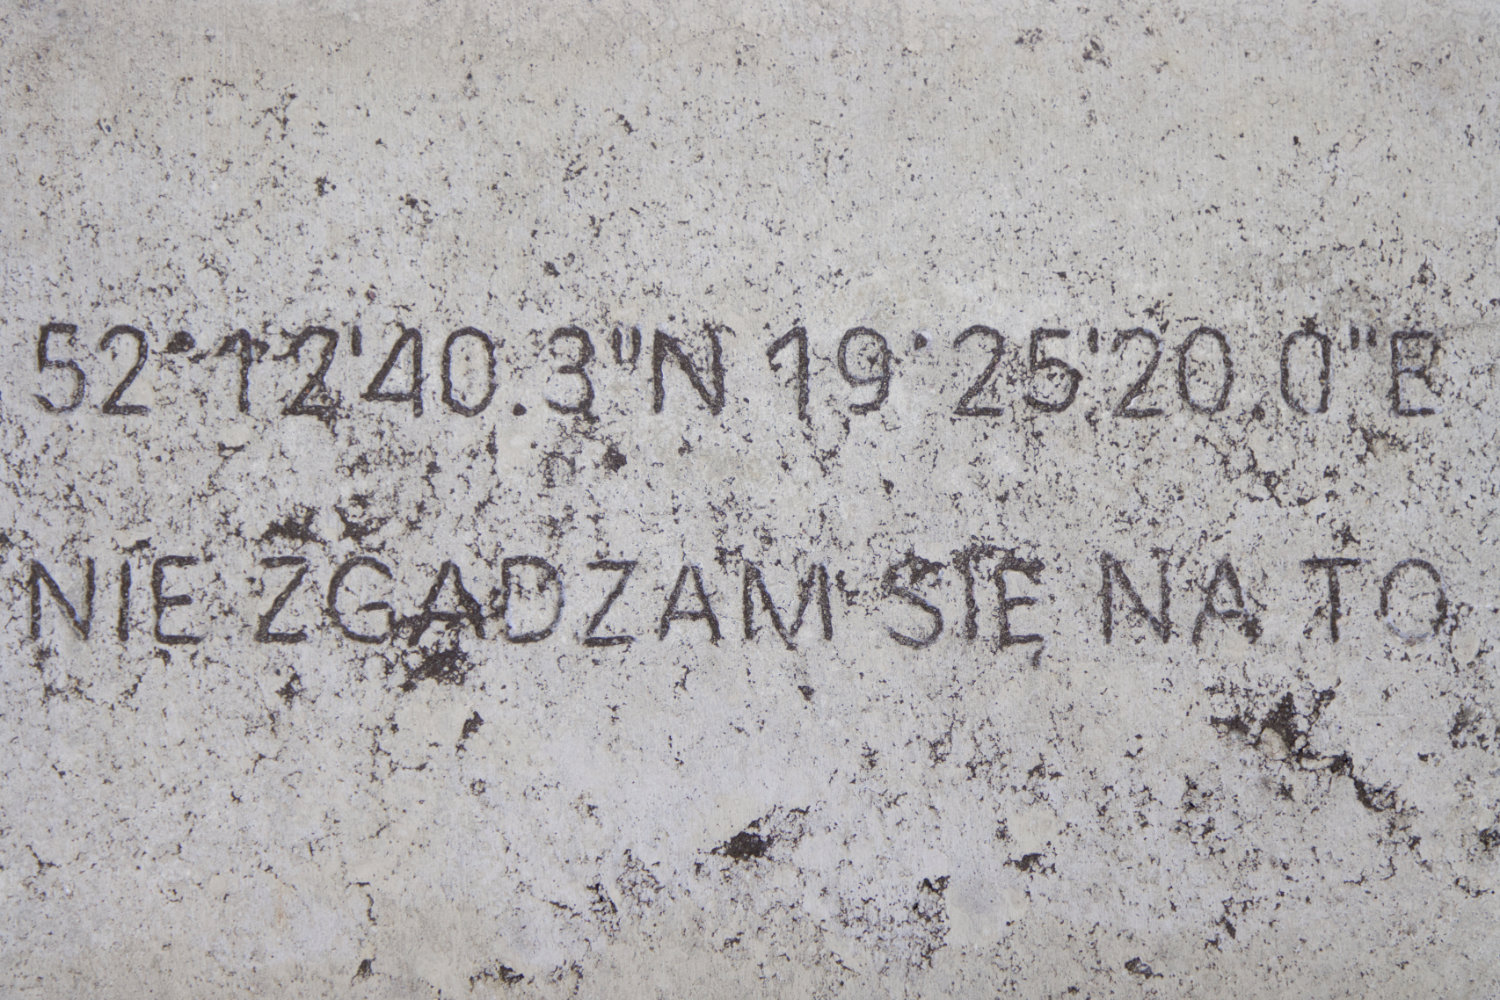 52°12'40.3"N 19°25'20.0"E
NIE ZGADZAM SIĘ NA TO